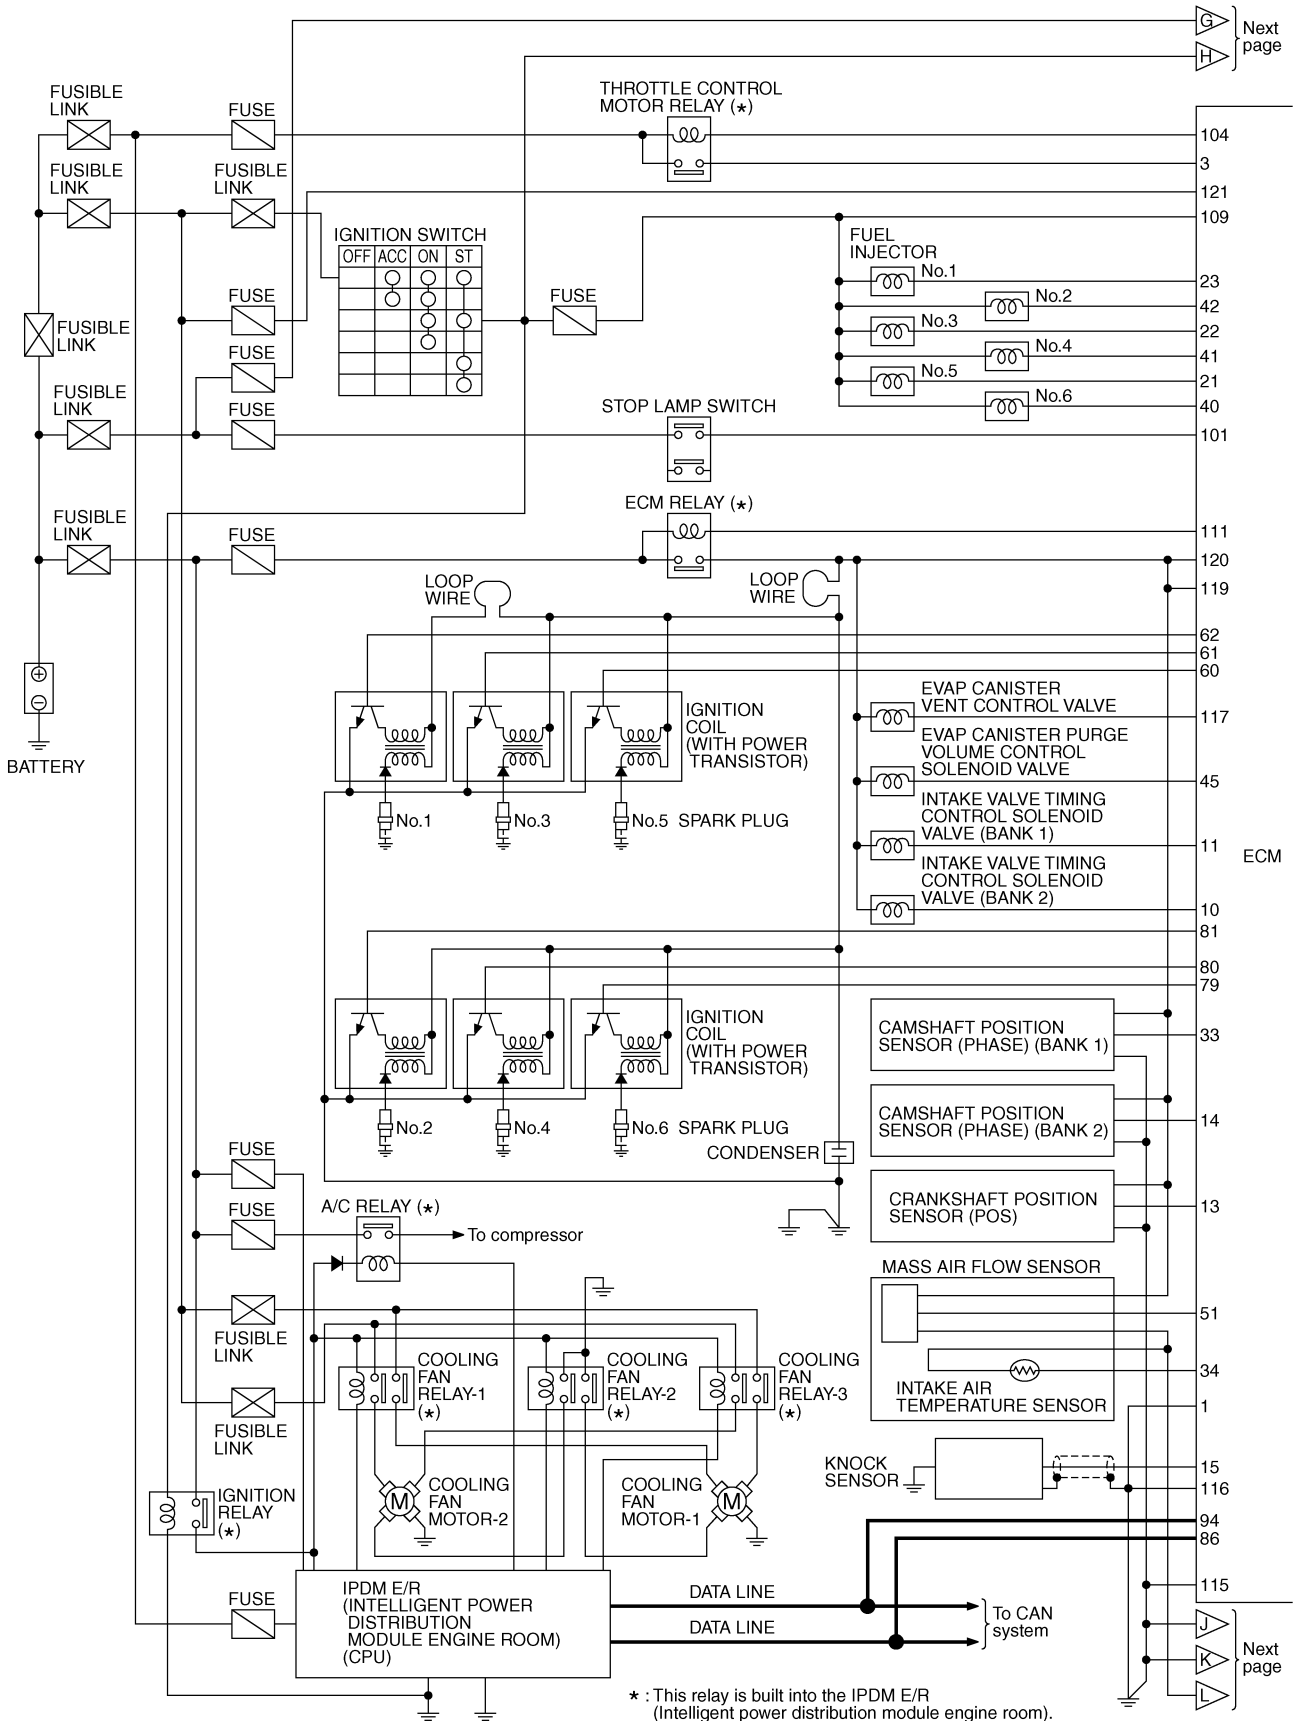 G
Next
page
H
FUSIBLE
LINK
FUSE
THROTTLE CONTROL
MOTOR RELAY (*)
104
3
FUSIBLE
LINK
FUSIBLE
LINK
121
109
IGNITION SWITCH
OFF ACC ON ST
FUEL
INJECTOR
No.1
23
No.2
42
No.3
22
No.4
41
No.5
21
No.6
40
FUSE
FUSE
FUSIBLE
LINK
FUSE
FUSIBLE
LINK
FUSE
STOP LAMP SWITCH
101
ECM RELAY (*)
FUSIBLE
LINK
FUSE
111
120
119
LOOP
WIRE
LOOP
WIRE
62
61
60
BATTERY
IGNITION
COIL
(WITH POWER
TRANSISTOR)
No.1
No.3
No.5 SPARK PLUG
EVAP CANISTER
VENT CONTROL VALVE
117
EVAP CANISTER PURGE
VOLUME CONTROL
SOLENOID VALVE
45
INTAKE VALVE TIMING
CONTROL SOLENOID
VALVE (BANK 1)
11
ECM
INTAKE VALVE TIMING
CONTROL SOLENOID
VALVE (BANK 2)
10
81
80
79
IGNITION
COIL
(WITH POWER
TRANSISTOR)
No.2
No.4
No.6 SPARK PLUG
CAMSHAFT POSITION
SENSOR (PHASE) (BANK 1)
33
CAMSHAFT POSITION
SENSOR (PHASE) (BANK 2)
14
CONDENSER
CRANKSHAFT POSITION
SENSOR (POS)
13
FUSE
FUSE
A/C RELAY (*)
To compressor
MASS AIR FLOW SENSOR
51
34
INTAKE AIR
TEMPERATURE SENSOR
1
FUSIBLE
LINK
FUSIBLE
LINK
COOLING
FAN
RELAY-1
(*)
COOLING
FAN
RELAY-2
(*)
COOLING
FAN
RELAY-3
(*)
M
COOLING
FAN
MOTOR-2
COOLING
FAN
MOTOR-1
M
KNOCK
SENSOR
15
116
94
86
115
IGNITION
RELAY
(*)
FUSE
IPDM E/R
(INTELLIGENT POWER
DISTRIBUTION
MODULE ENGINE ROOM)
(CPU)
DATA LINE
DATA LINE
To CAN
system
J
K
L
Next
page
* : This relay is built into the IPDM E/R
(Intelligent power distribution module engine room).